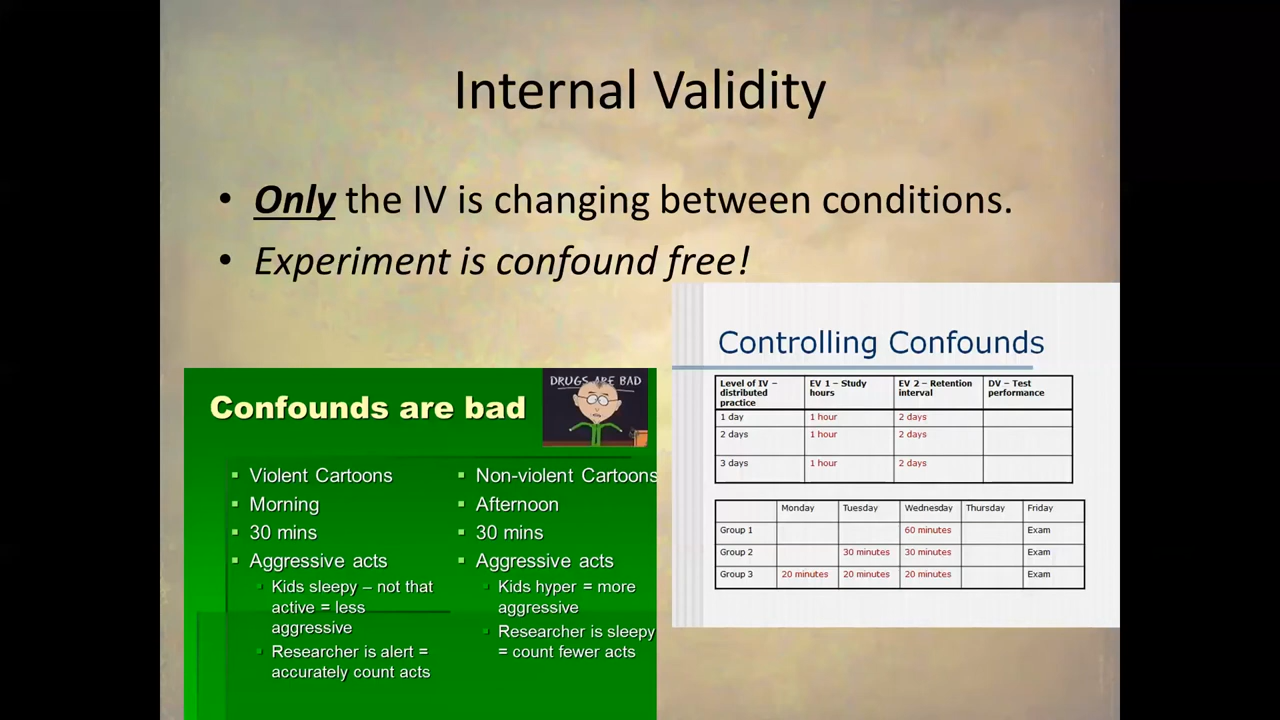 Internal Validity
• Only the IV is changing between conditions.
• Experiment is confound free!
Confounds are bad
DRUGS ARE BAD
Violent Cartoons
Morning
30 mins
Aggressive acts
Kids sleepy – not that
active = less
aggressive
Researcher is alert =
accurately count acts
Non-violent Cartoons
Afternoon
30 mins
Aggressive acts
Kids hyper = more
aggressive
Researcher is sleepy
= count fewer acts
Controlling Confounds
Level of IV – distributed practice EV 1 – Study hours EV 2 – Retention interval DV – Test performance
1 day 1 hour 2 days
2 days 1 hour 2 days
3 days 1 hour 2 days
Monday Tuesday Wednesday Thursday Friday
Group 1 60 minutes Exam
Group 2 30 minutes 30 minutes Exam
Group 3 20 minutes 20 minutes 20 minutes Exam